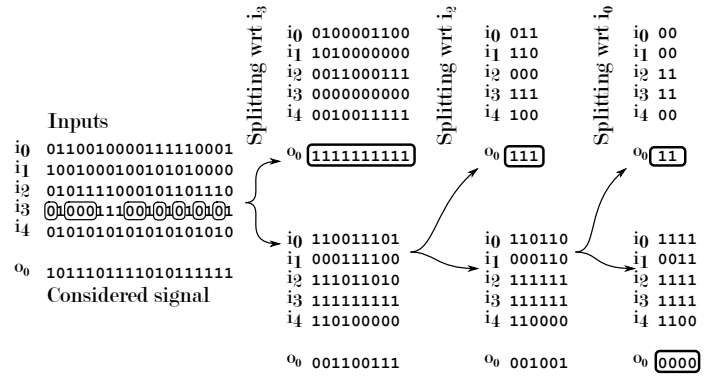 Inputs
i0 0110010000111110001
i1 1001000100101010000
i2 0101111000101101110
i3 0100011100101010101
i4 0101010101010101010
o0 1011101111010111111
Considered signal
Splitting wrt i3
i0 0100001100
i1 1010000000
i2 0011000111
i3 0000000000
i4 0010011111
o0 1111111111
i0 110011101
i1 000111100
i2 111011010
i3 111111111
i4 110100000
o0 001100111
Splitting wrt i2
i0 011
i1 110
i2 000
i3 111
i4 100
o0 111
i0 110110
i1 000110
i2 111111
i3 111111
i4 110000
o0 001001
Splitting wrt i0
i0 00
i1 00
i2 11
i3 11
i4 00
o0 11
i0 1111
i1 0011
i2 1111
i3 1111
i4 1100
o0 0000